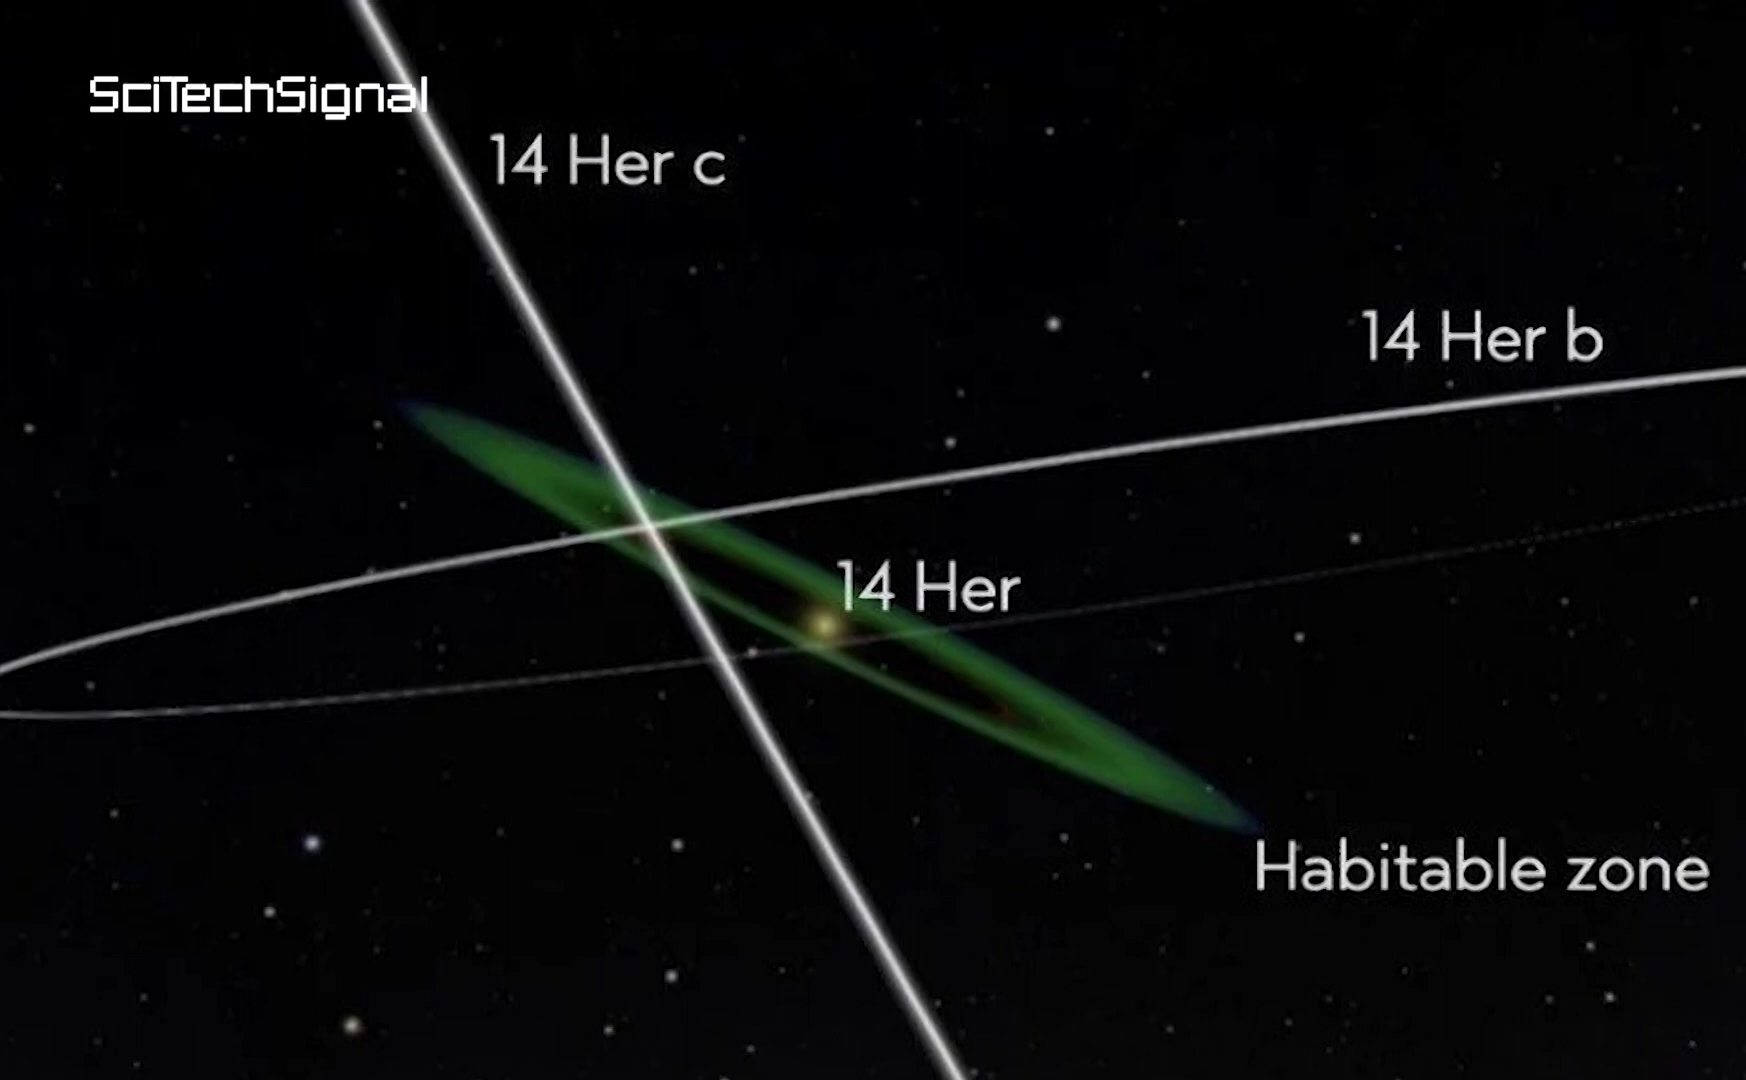 SciTechSignal
14 Her c
14 Her b
14 Her
Habitable zone